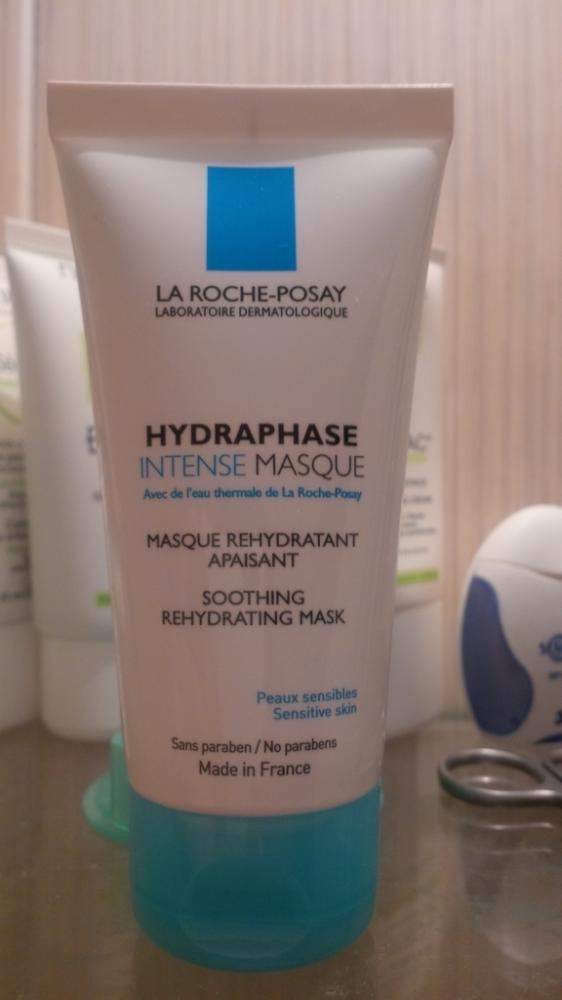 LA ROCHE-POSAY
LABORATOIRE DERMATOLOGIQUE
HYDRAPHASE
INTENSE MASQUE
Avec de l'eau thermale de La Roche-Posay
MASQUE REHYDRATANT
APAISANT
SOOTHING
REHYDRATING MASK
Peaux sensibles
Sensitive skin
Sans paraben / No parabens
Made in France